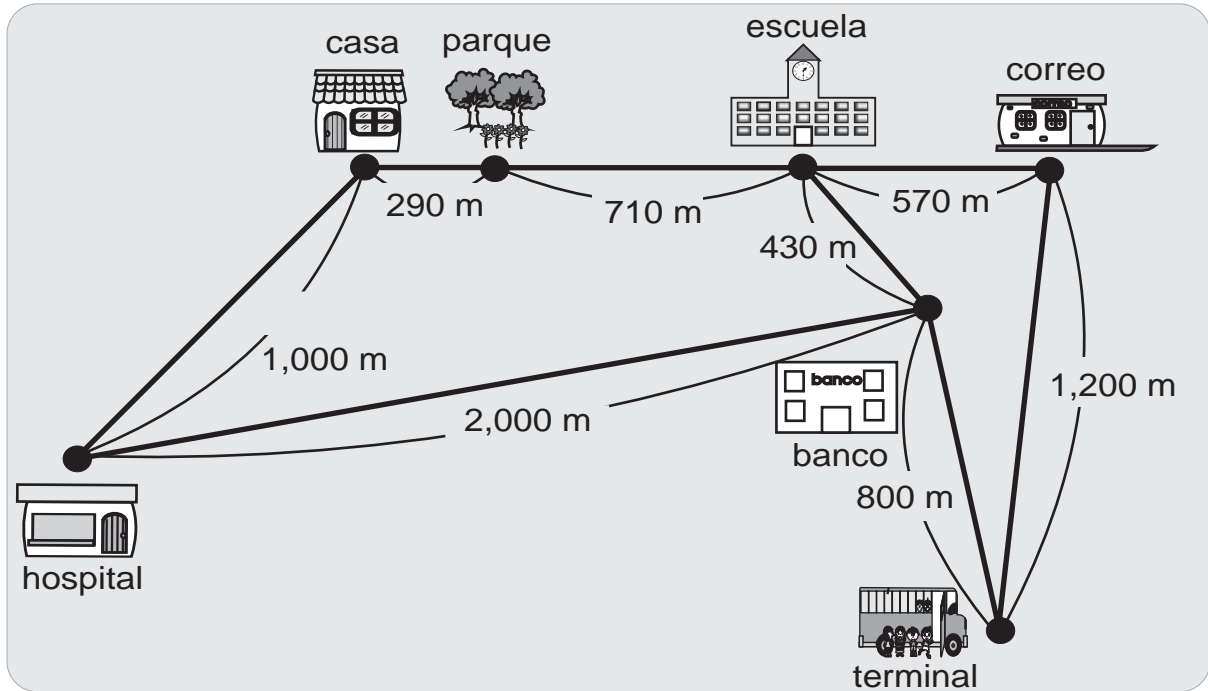 casa
parque
escuela
correo
290 m
710 m
570 m
430 m
1,000 m
2,000 m
banco
1,200 m
banco
800 m
hospital
terminal